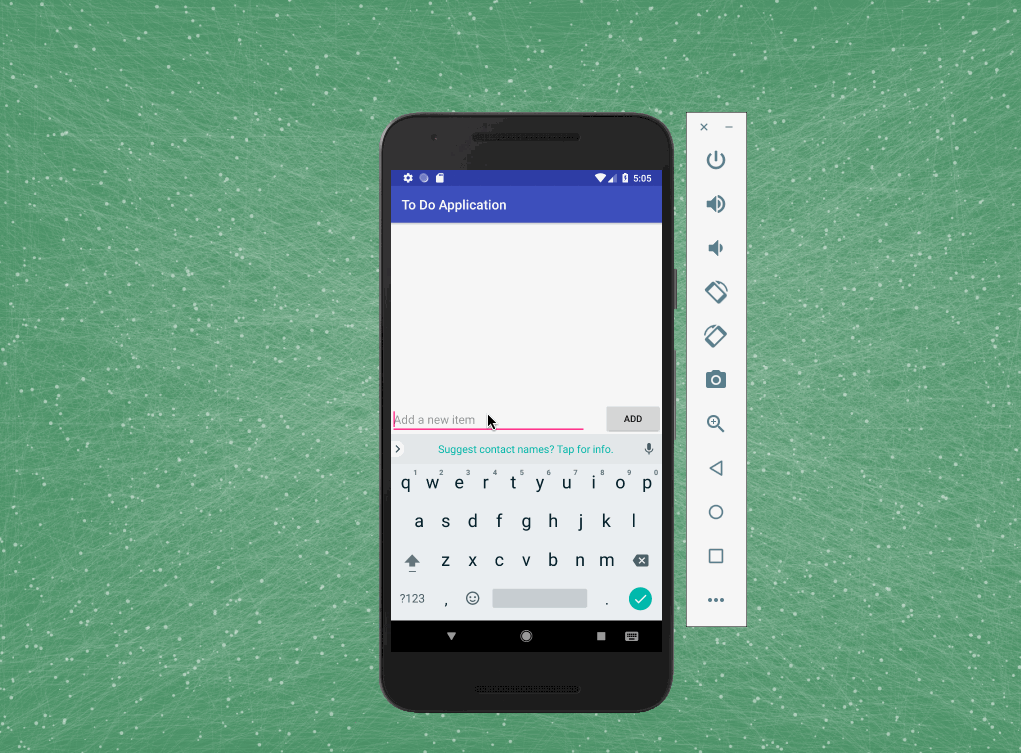 5:05
To Do Application
Add a new item
ADD
Suggest contact names? Tap for info.
1 2 3 4 5 6 7 8 9 0
q w e r t y u i o p
a s d f g h j k l
z x c v b n m
?123 , .